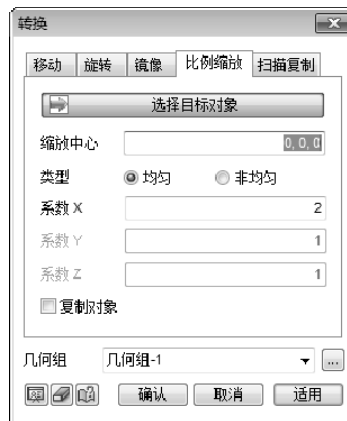 转换
移动 旋转 镜像 比例缩放 扫描复制
选择目标对象
缩放中心 0, 0, 0
类型 均匀 非均匀
系数 X 2
系数 Y 1
系数 Z 1
复制对象
几何组 几何组-1 ...
确认 取消 适用